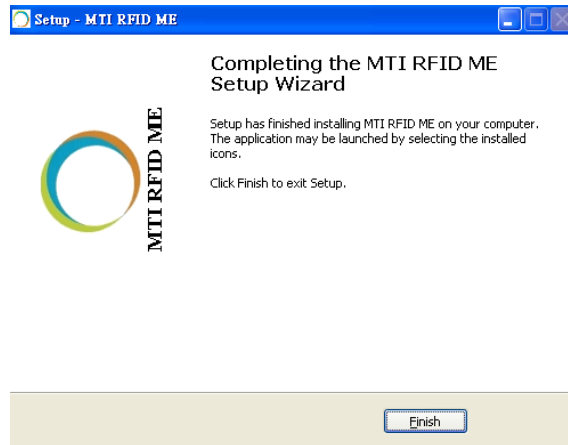 Setup - MTI RFID ME
Completing the MTI RFID ME
Setup Wizard
MTI RFID ME
Setup has finished installing MTI RFID ME on your computer.
The application may be launched by selecting the installed
icons.
Click Finish to exit Setup.
Finish